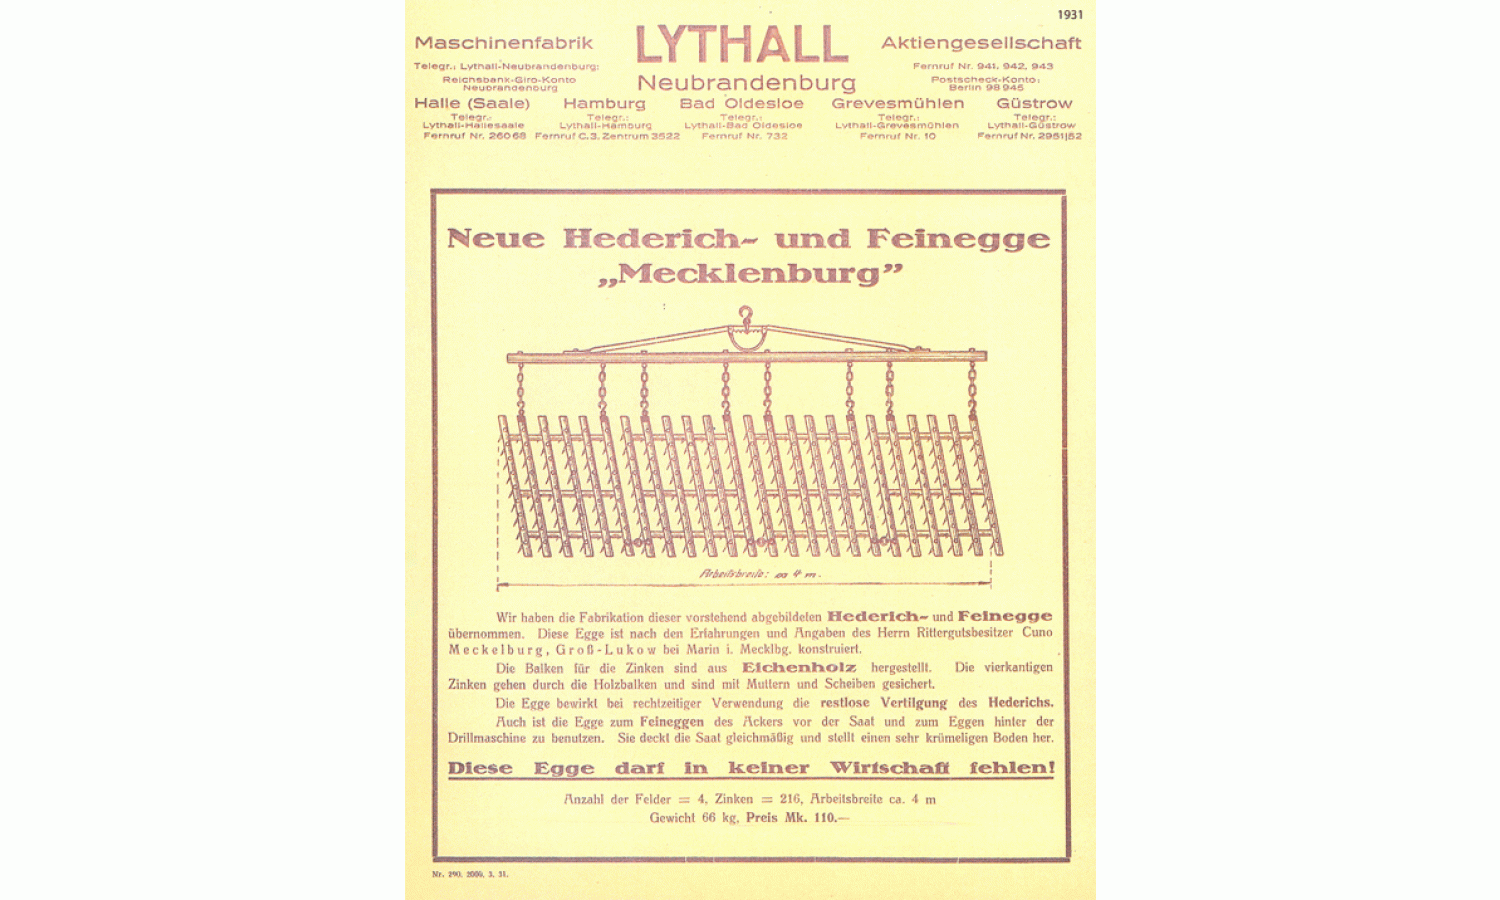 1931
Maschinenfabrik LYTHALL Aktiengesellschaft
Telegr.: Lythall-Neubrandenburg: Neubrandenburg Fernruf Nr. 941, 942, 943
Reichsbank-Giro-Konto Postscheck-Konto:
Neubrandenburg Berlin 98945
Halle (Saale) Hamburg Bad Oldesloe Grevesmühlen Güstrow
Telegr.: Telegr.: Telegr.: Telegr.: Telegr.:
Lythall-Hallesaale Lythall-Hamburg Lythall-Bad Oldesloe Lythall-Grevesmühlen Lythall-Güstrow
Fernruf Nr. 26068 Fernruf C.3. Zentrum 3522 Fernruf Nr. 732 Fernruf Nr. 10 Fernruf Nr. 2951/52
Neue Hederich- und Feinegge
„Mecklenburg”
Arbeitsbreite: ca 4 m.
Wir haben die Fabrikation dieser vorstehend abgebildeten Hederich- und Feinegge
übernommen. Diese Egge ist nach den Erfahrungen und Angaben des Herrn Rittergutsbesitzer Cuno
Meckelburg, Groß-Lukow bei Marin i. Mecklbg. konstruiert.
Die Balken für die Zinken sind aus Eichenholz hergestellt. Die vierkantigen
Zinken gehen durch die Holzbalken und sind mit Muttern und Scheiben gesichert.
Die Egge bewirkt bei rechtzeitiger Verwendung die restlose Vertilgung des Hederichs.
Auch ist die Egge zum Feineggen des Ackers vor der Saat und zum Eggen hinter der
Drillmaschine zu benutzen. Sie deckt die Saat gleichmäßig und stellt einen sehr krümeligen Boden her.
Diese Egge darf in keiner Wirtschaft fehlen!
Anzahl der Felder = 4, Zinken = 216, Arbeitsbreite ca. 4 m
Gewicht 66 kg, Preis Mk. 110.—
Nr. 290. 2000. 3. 31.